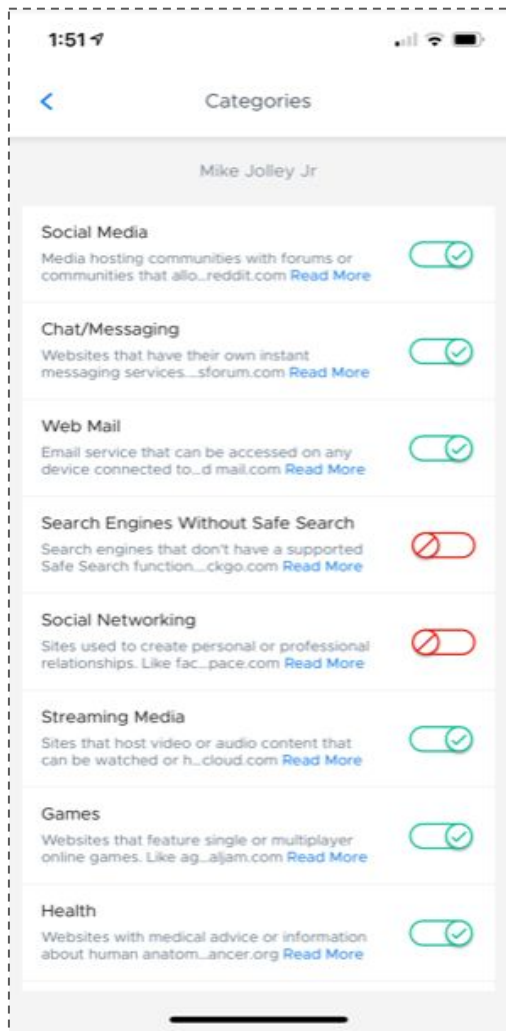 1:51
Categories
Mike Jolley Jr
Social Media
Media hosting communities with forums or
communities that allo...reddit.com Read More
Chat/Messaging
Websites that have their own instant
messaging services....sforum.com Read More
Web Mail
Email service that can be accessed on any
device connected to...d mail.com Read More
Search Engines Without Safe Search
Search engines that don't have a supported
Safe Search function...ckgo.com Read More
Social Networking
Sites used to create personal or professional
relationships. Like fac...pace.com Read More
Streaming Media
Sites that host video or audio content that
can be watched or h...cloud.com Read More
Games
Websites that feature single or multiplayer
online games. Like ag...aljam.com Read More
Health
Websites with medical advice or information
about human anatom...ancer.org Read More